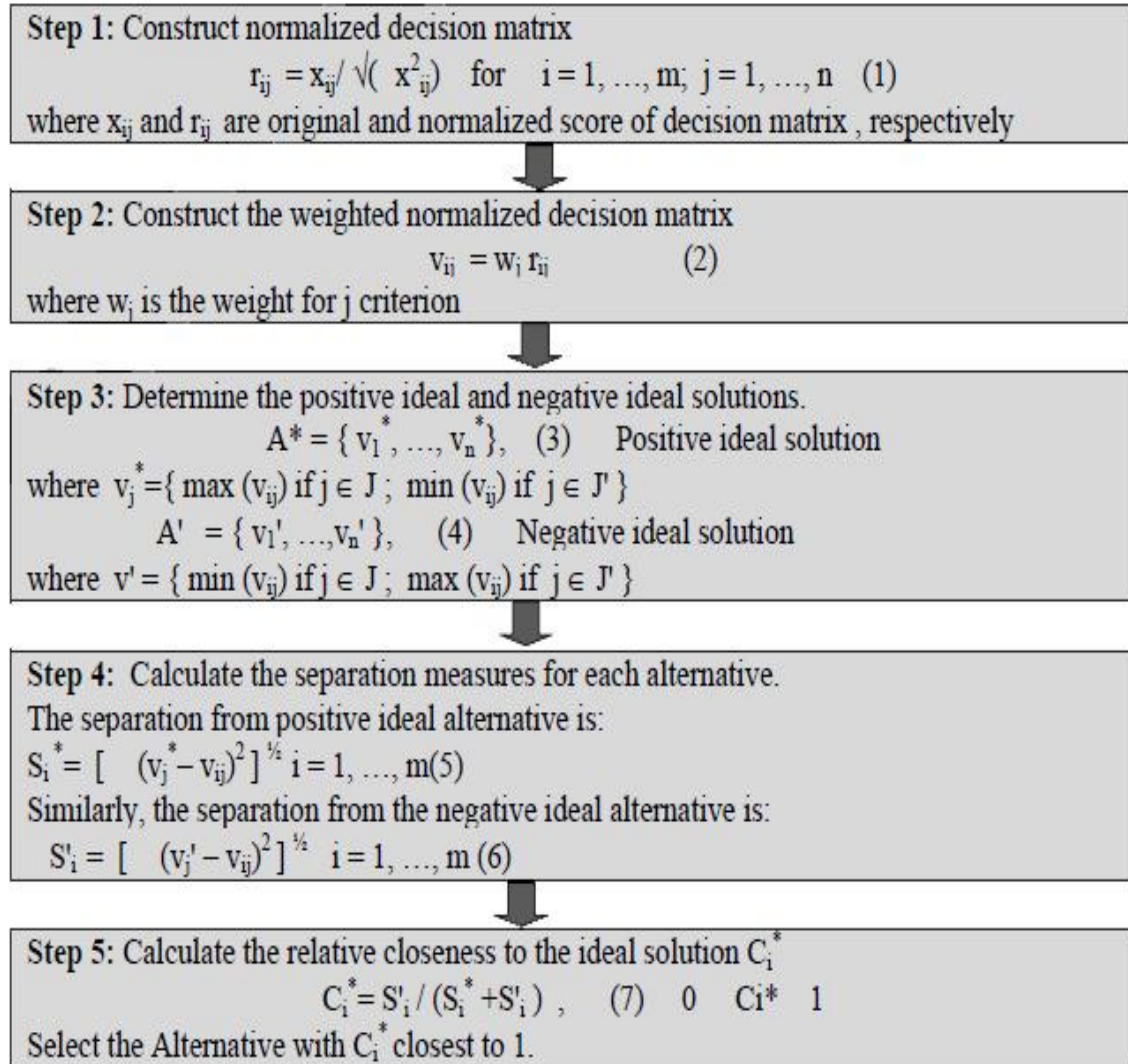 Step 1: Construct normalized decision matrix
r_ij = x_ij/ √( x²_ij) for i = 1, …, m; j = 1, …, n (1)
where x_ij and r_ij are original and normalized score of decision matrix , respectively
Step 2: Construct the weighted normalized decision matrix
v_ij = w_j r_ij (2)
where w_j is the weight for j criterion
Step 3: Determine the positive ideal and negative ideal solutions.
A* = { v_1^*, …, v_n^*}, (3) Positive ideal solution
where v_j^*={ max (v_ij) if j ∈ J ; min (v_ij) if j ∈ J' }
A' = { v_1', …,v_n' }, (4) Negative ideal solution
where v' = { min (v_ij) if j ∈ J ; max (v_ij) if j ∈ J' }
Step 4: Calculate the separation measures for each alternative.
The separation from positive ideal alternative is:
S_i^* = [ (v_j^*– v_ij)² ]^½ i = 1, …, m(5)
Similarly, the separation from the negative ideal alternative is:
S'_i = [ (v_j' – v_ij)² ]^½ i = 1, …, m (6)
Step 5: Calculate the relative closeness to the ideal solution C_i^*
C_i^* = S'_i / (S_i^* +S'_i) , (7) 0 Ci* 1
Select the Alternative with C_i^* closest to 1.